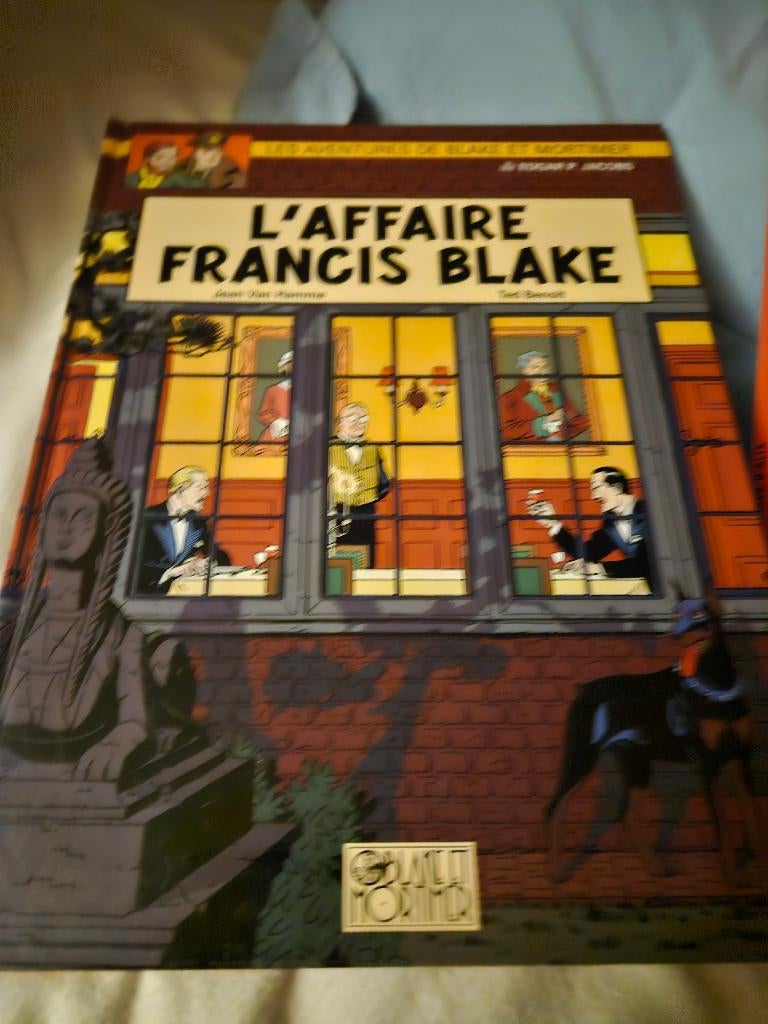 LES AVENTURES DE BLAKE ET MORTIMER
de EDGAR P. JACOBS
L'AFFAIRE
FRANCIS BLAKE
Jean Van Hamme Ted Benoit
BLAKE ET
MORTIMER